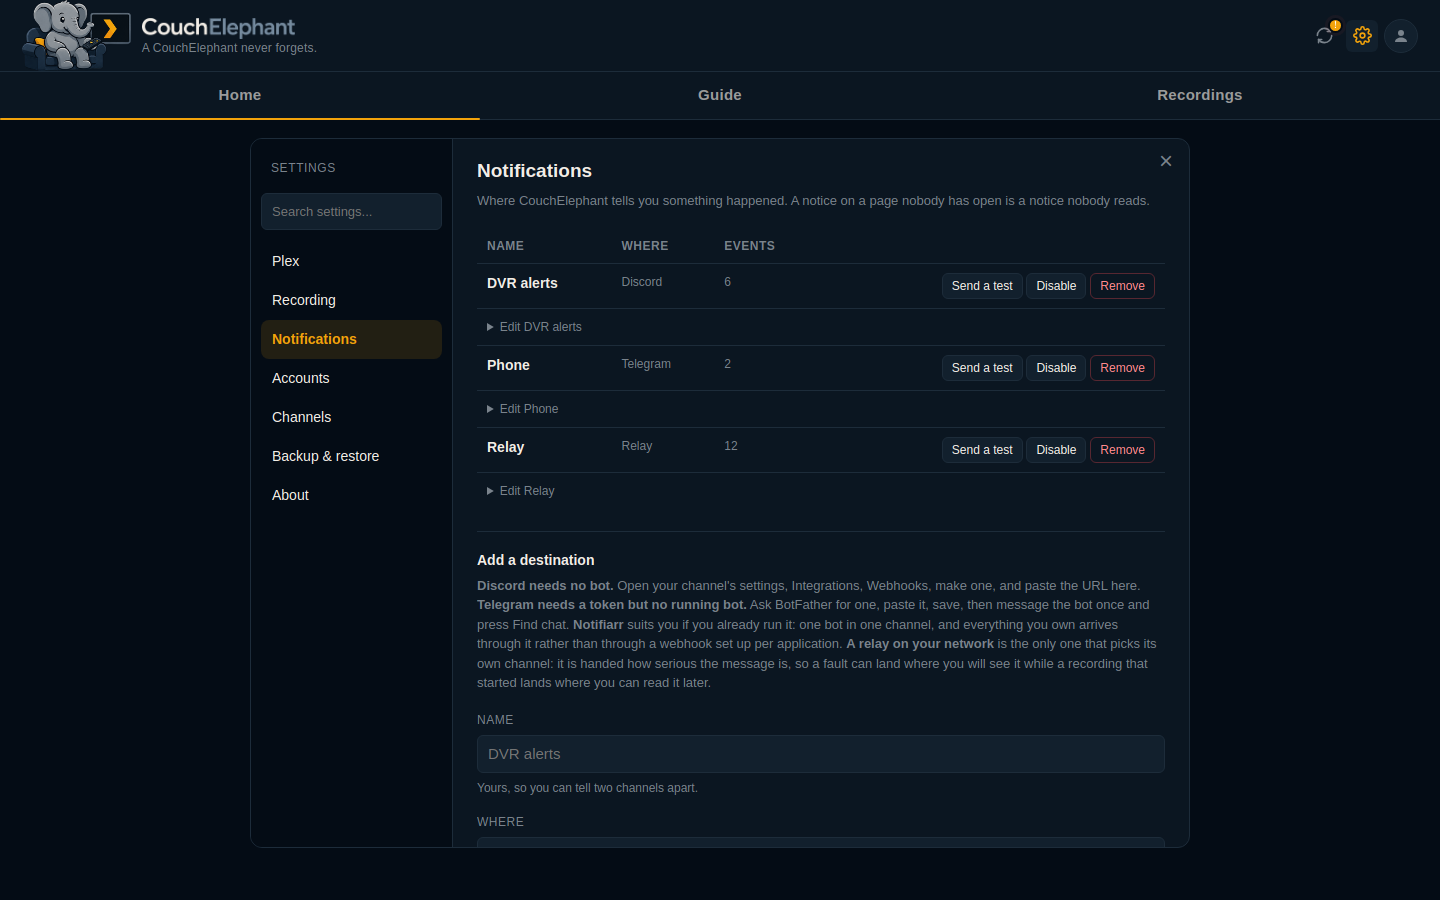 CouchElephant
A CouchElephant never forgets.
Home
Guide
Recordings
SETTINGS
Search settings...
Plex
Recording
Notifications
Accounts
Channels
Backup & restore
About
Notifications
Where CouchElephant tells you something happened. A notice on a page nobody has open is a notice nobody reads.
NAME WHERE EVENTS
DVR alerts Discord 6 Send a test Disable Remove
Edit DVR alerts
Phone Telegram 2 Send a test Disable Remove
Edit Phone
Relay Relay 12 Send a test Disable Remove
Edit Relay
Add a destination
Discord needs no bot. Open your channel's settings, Integrations, Webhooks, make one, and paste the URL here.
Telegram needs a token but no running bot. Ask BotFather for one, paste it, save, then message the bot once and
press Find chat. Notifiarr suits you if you already run it: one bot in one channel, and everything you own arrives
through it rather than through a webhook set up per application. A relay on your network is the only one that picks its
own channel: it is handed how serious the message is, so a fault can land where you will see it while a recording that
started lands where you can read it later.
NAME
DVR alerts
Yours, so you can tell two channels apart.
WHERE